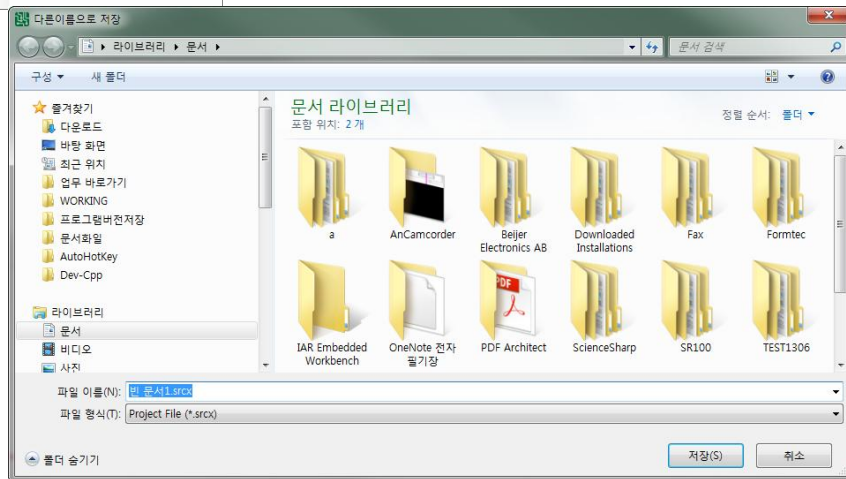 다른이름으로 저장
라이브러리 ▸ 문서 ▸
문서 검색
구성 ▼ 새 폴더
즐겨찾기
다운로드
바탕 화면
최근 위치
업무 바로가기
WORKING
프로그램버전저장
문서화일
AutoHotKey
Dev-Cpp
라이브러리
문서
비디오
사진
문서 라이브러리
포함 위치: 2 개
정렬 순서: 폴더 ▼
a
AnCamcorder
Beijer
Electronics AB
Downloaded
Installations
Fax
Formtec
IAR Embedded
Workbench
OneNote 전자
필기장
PDF
PDF Architect
ScienceSharp
SR100
TEST1306
파일 이름(N): 빈 문서1.srcx
파일 형식(T): Project File (*.srcx)
폴더 숨기기
저장(S)
취소